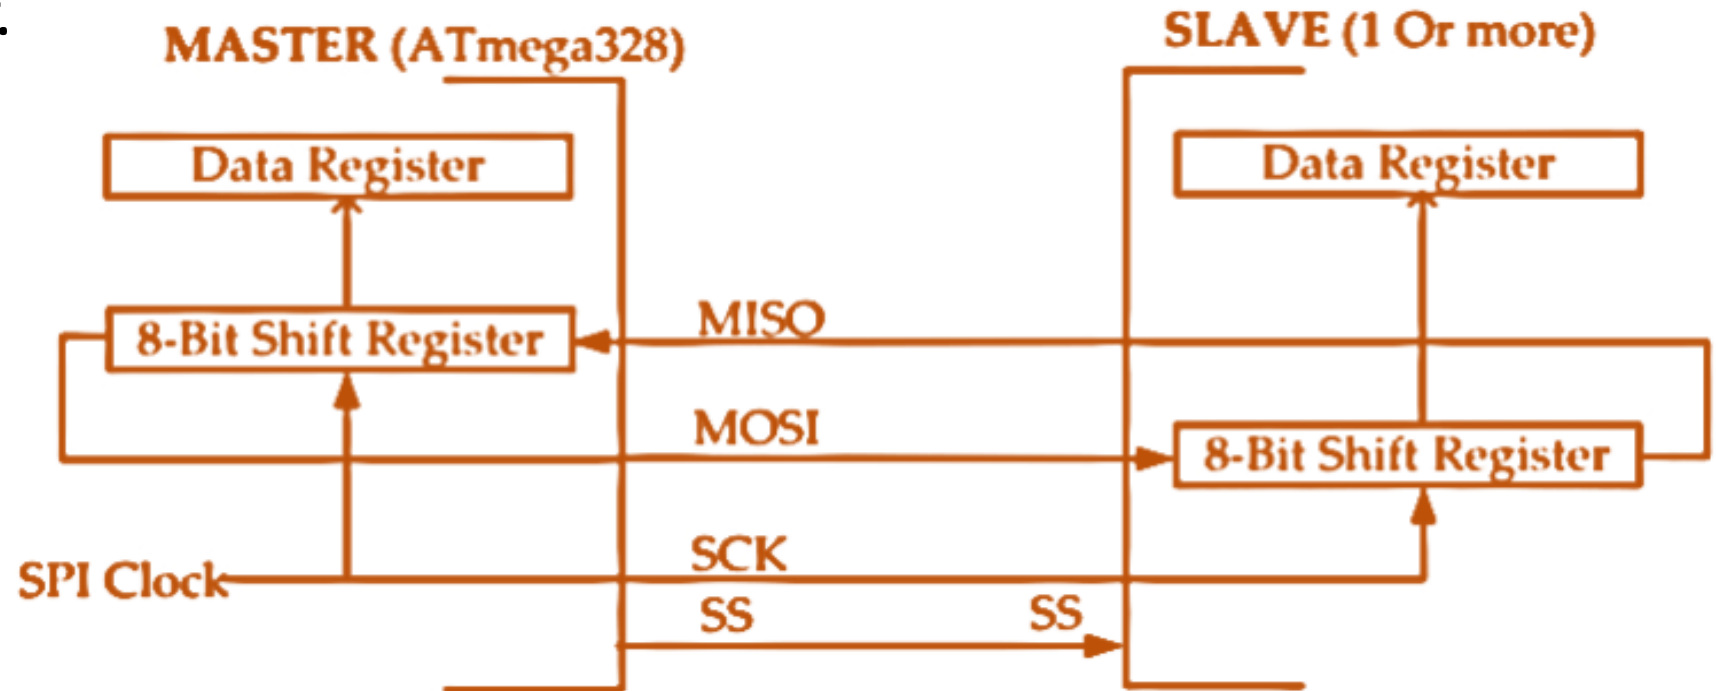 MASTER (ATmega328)
SLAVE (1 Or more)
Data Register
Data Register
MISO
8-Bit Shift Register
MOSI
8-Bit Shift Register
SCK
SPI Clock
SS
SS